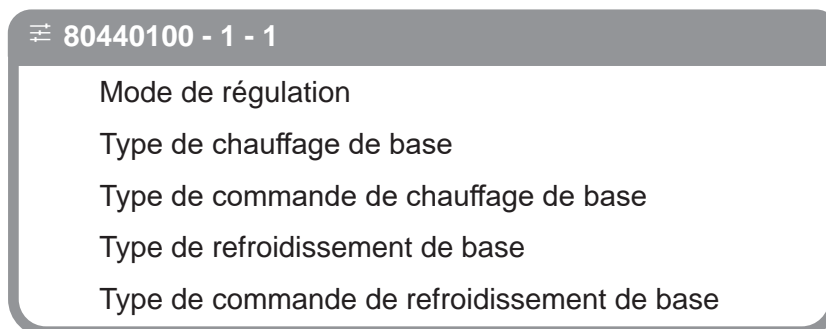 80440100 - 1 - 1
Mode de régulation
Type de chauffage de base
Type de commande de chauffage de base
Type de refroidissement de base
Type de commande de refroidissement de base